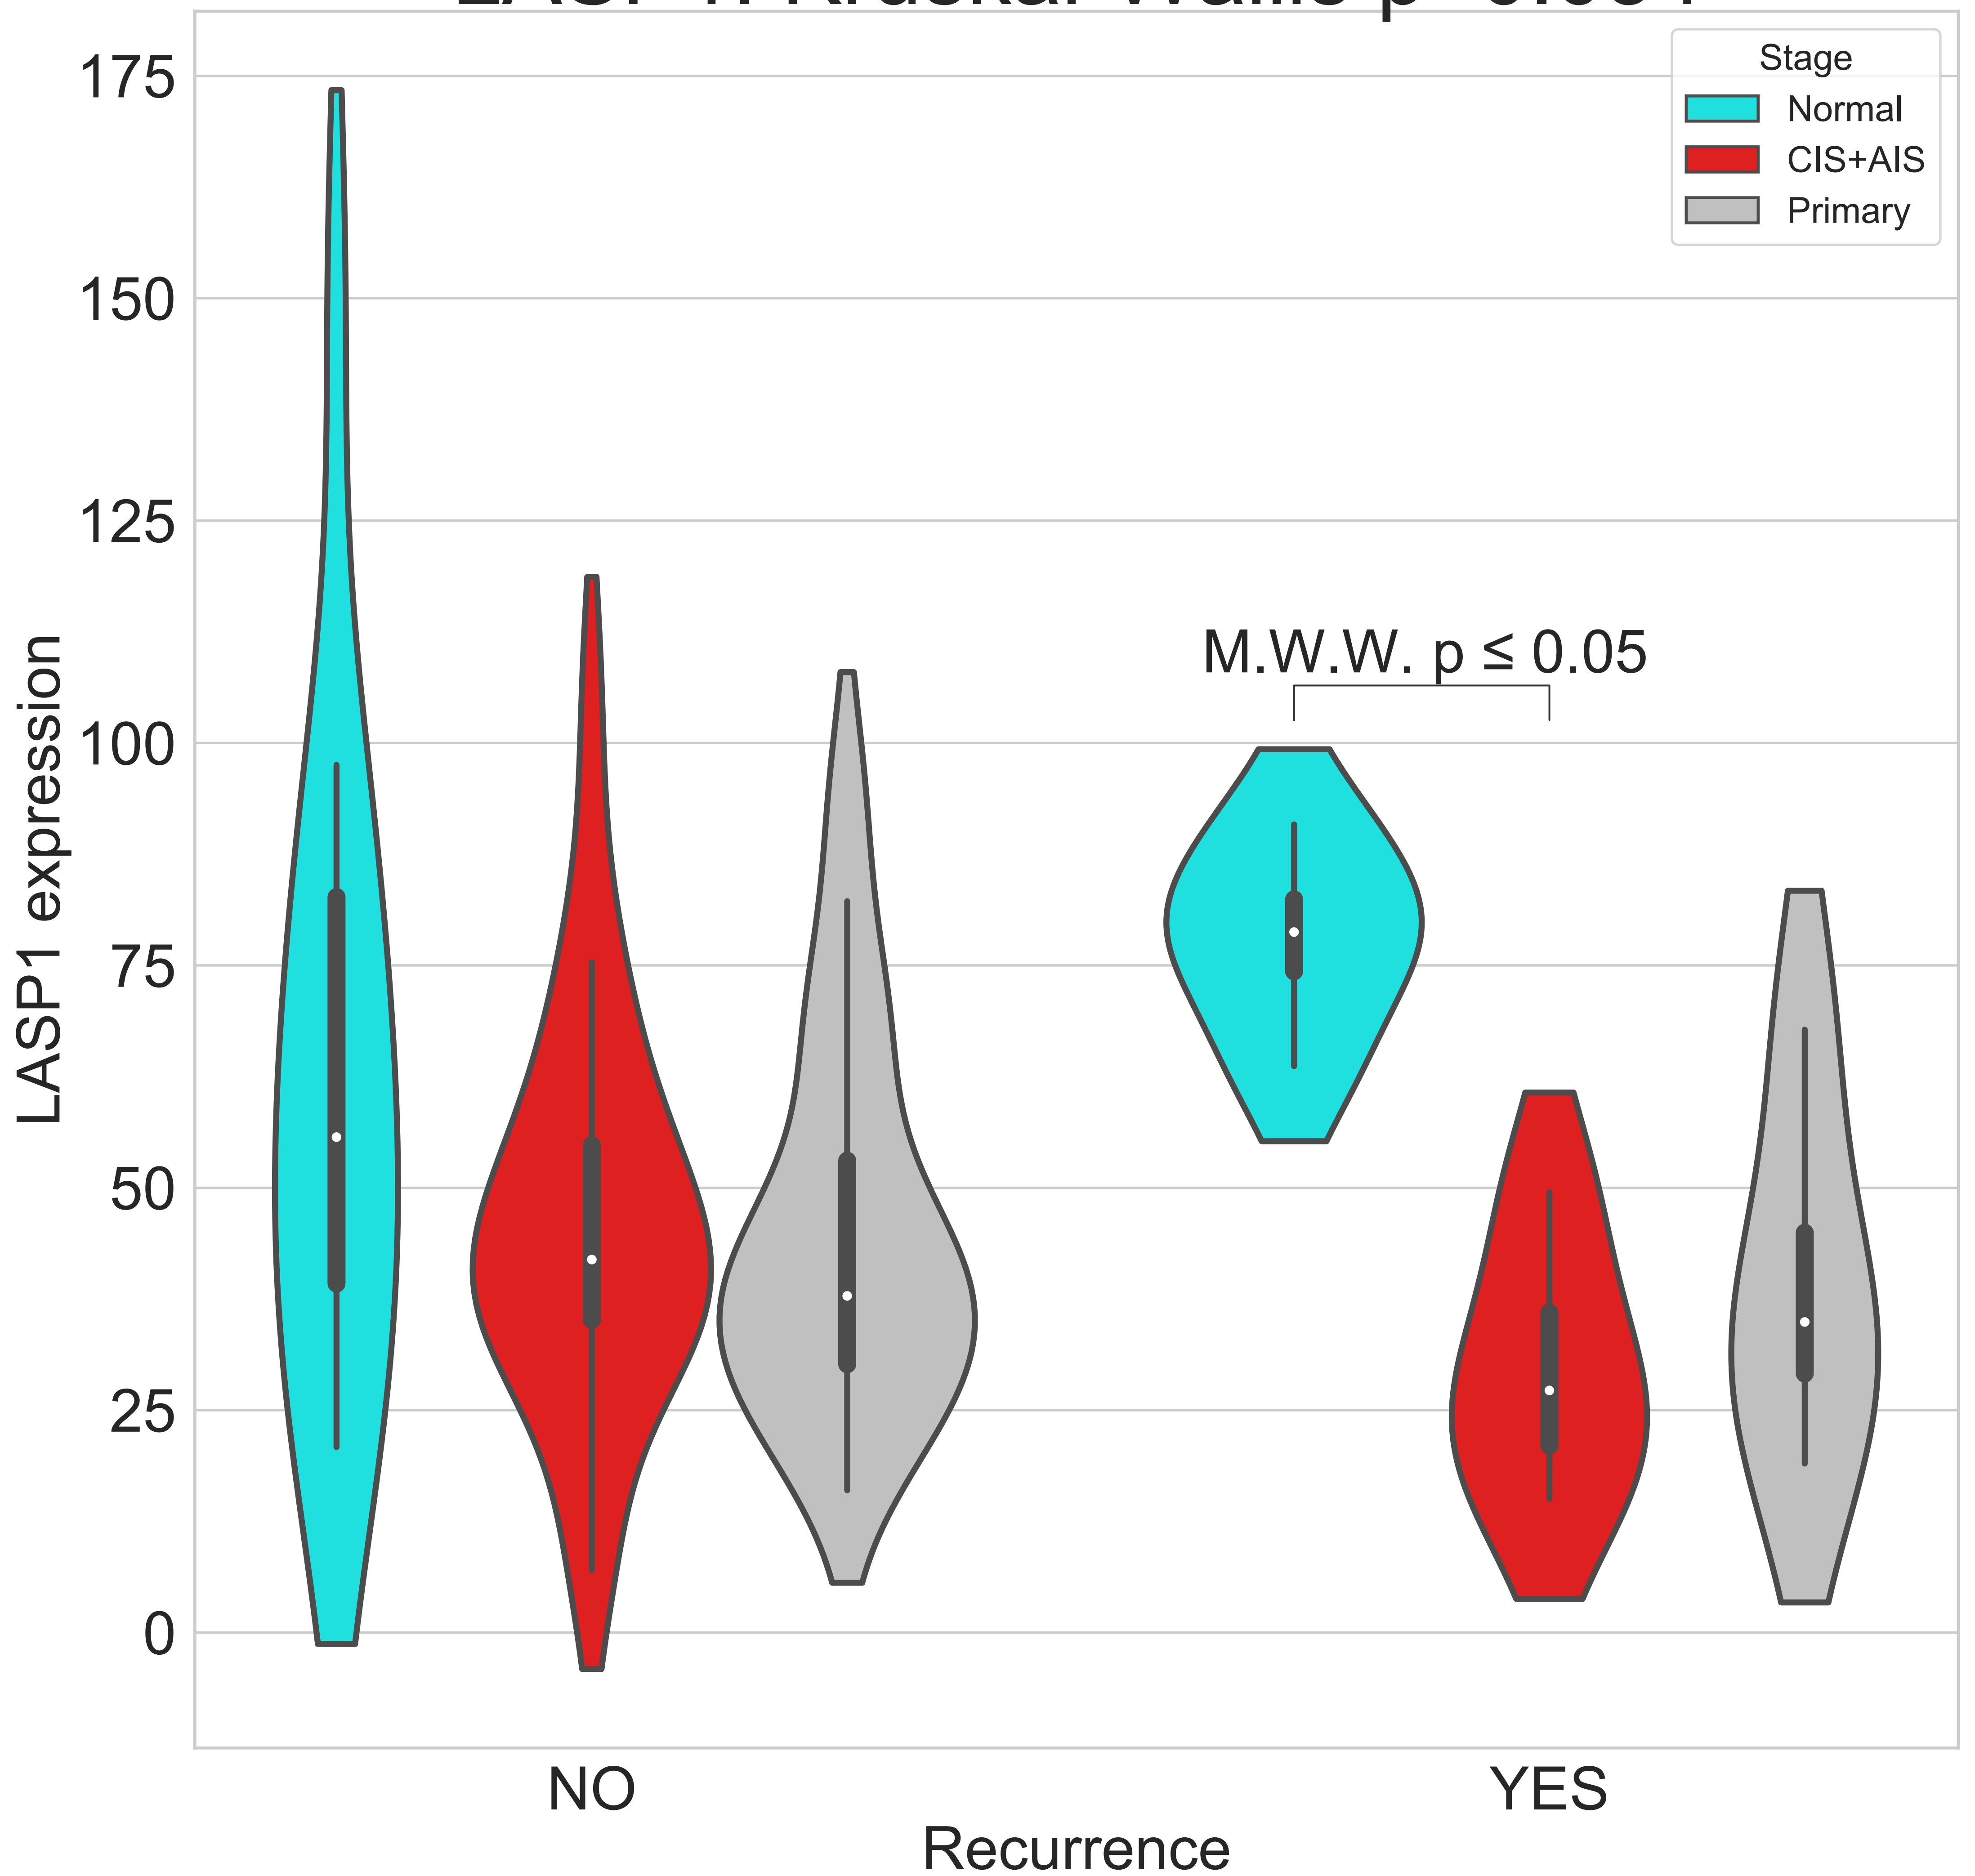 175
150
125
100
75
50
25
0
LASP1 expression
Stage
Normal
CIS+AIS
Primary
M.W.W. p ≤ 0.05
NO
YES
Recurrence